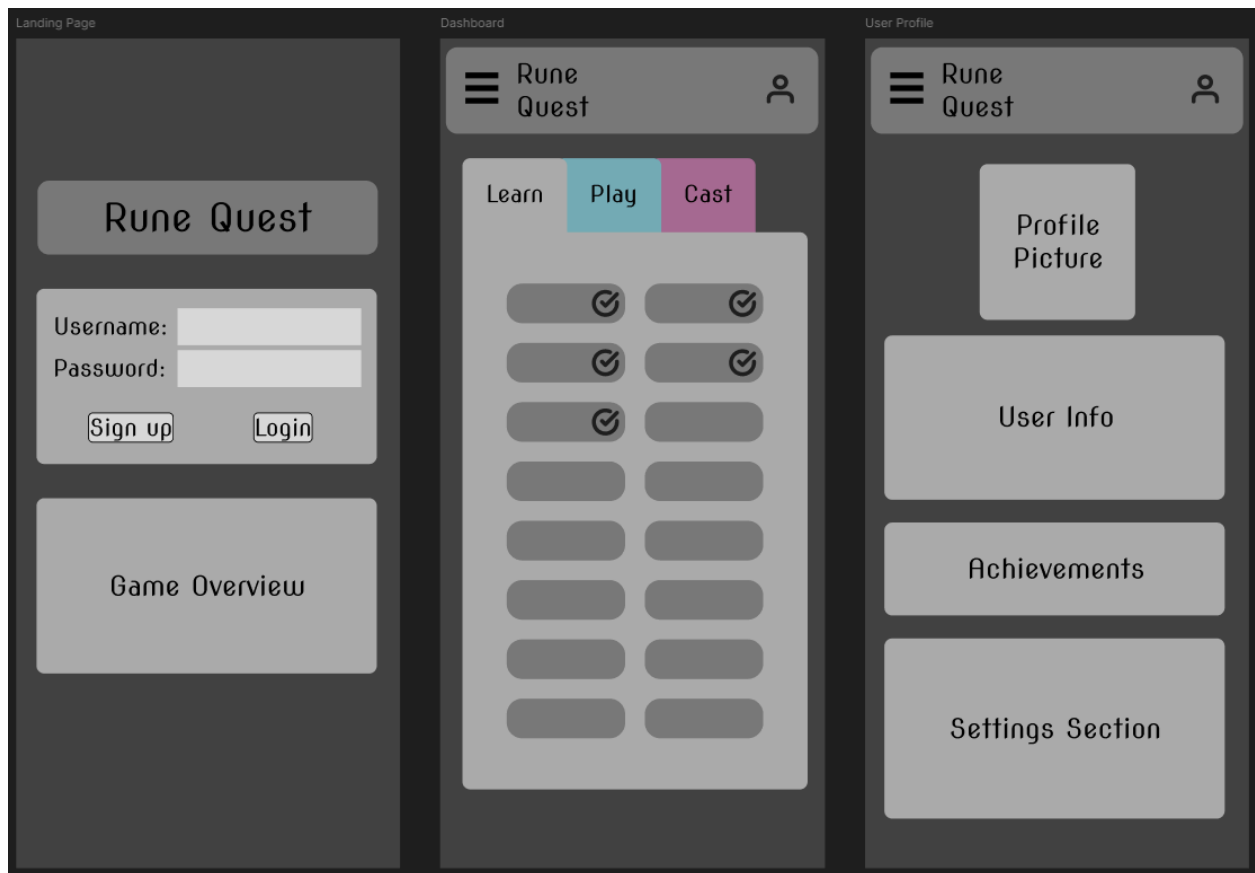 Landing Page
Rune Quest
Username:
Password:
Sign up
Login
Game Overview
Dashboard
Rune
Quest
Learn
Play
Cast
User Profile
Rune
Quest
Profile
Picture
User Info
Achievements
Settings Section